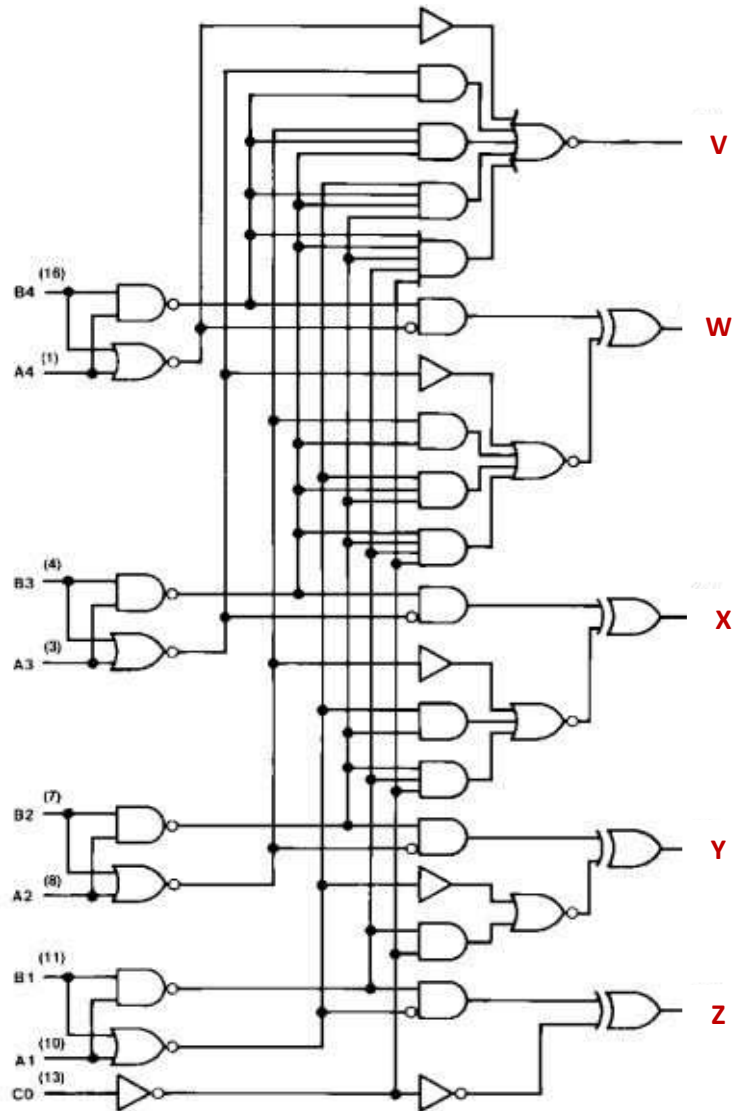 V
(16)
B4
W
(1)
A4
(4)
B3
X
(3)
A3
(7)
B2
Y
(8)
A2
(11)
B1
Z
(10)
A1
(13)
C0